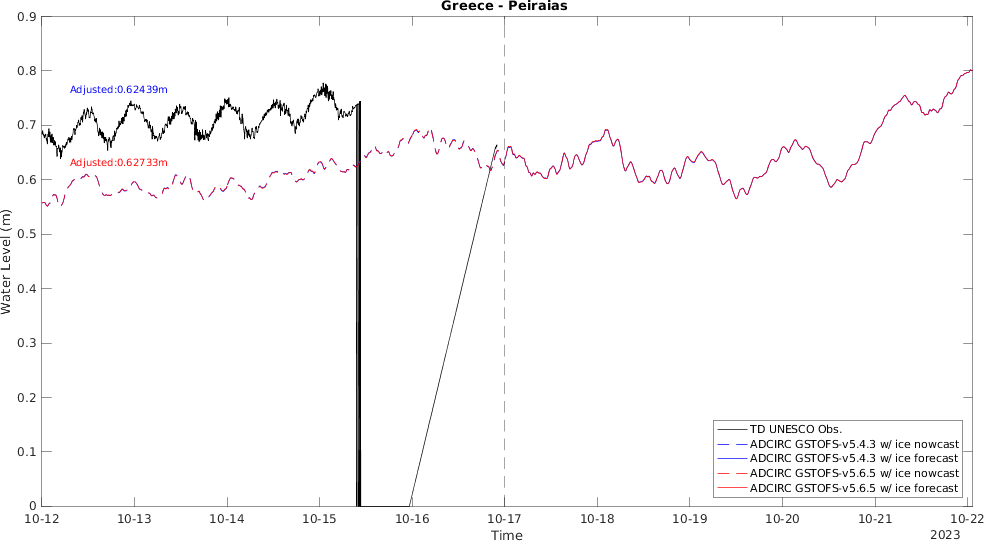 Greece - Peiraias
Water Level (m)
0.9
0.8
0.7
0.6
0.5
0.4
0.3
0.2
0.1
0
Adjusted:0.62439m
Adjusted:0.62733m
TD UNESCO Obs.
ADCIRC GSTOFS-v5.4.3 w/ ice nowcast
ADCIRC GSTOFS-v5.4.3 w/ ice forecast
ADCIRC GSTOFS-v5.6.5 w/ ice nowcast
ADCIRC GSTOFS-v5.6.5 w/ ice forecast
10-12 10-13 10-14 10-15 10-16 10-17 10-18 10-19 10-20 10-21 10-22
Time
2023